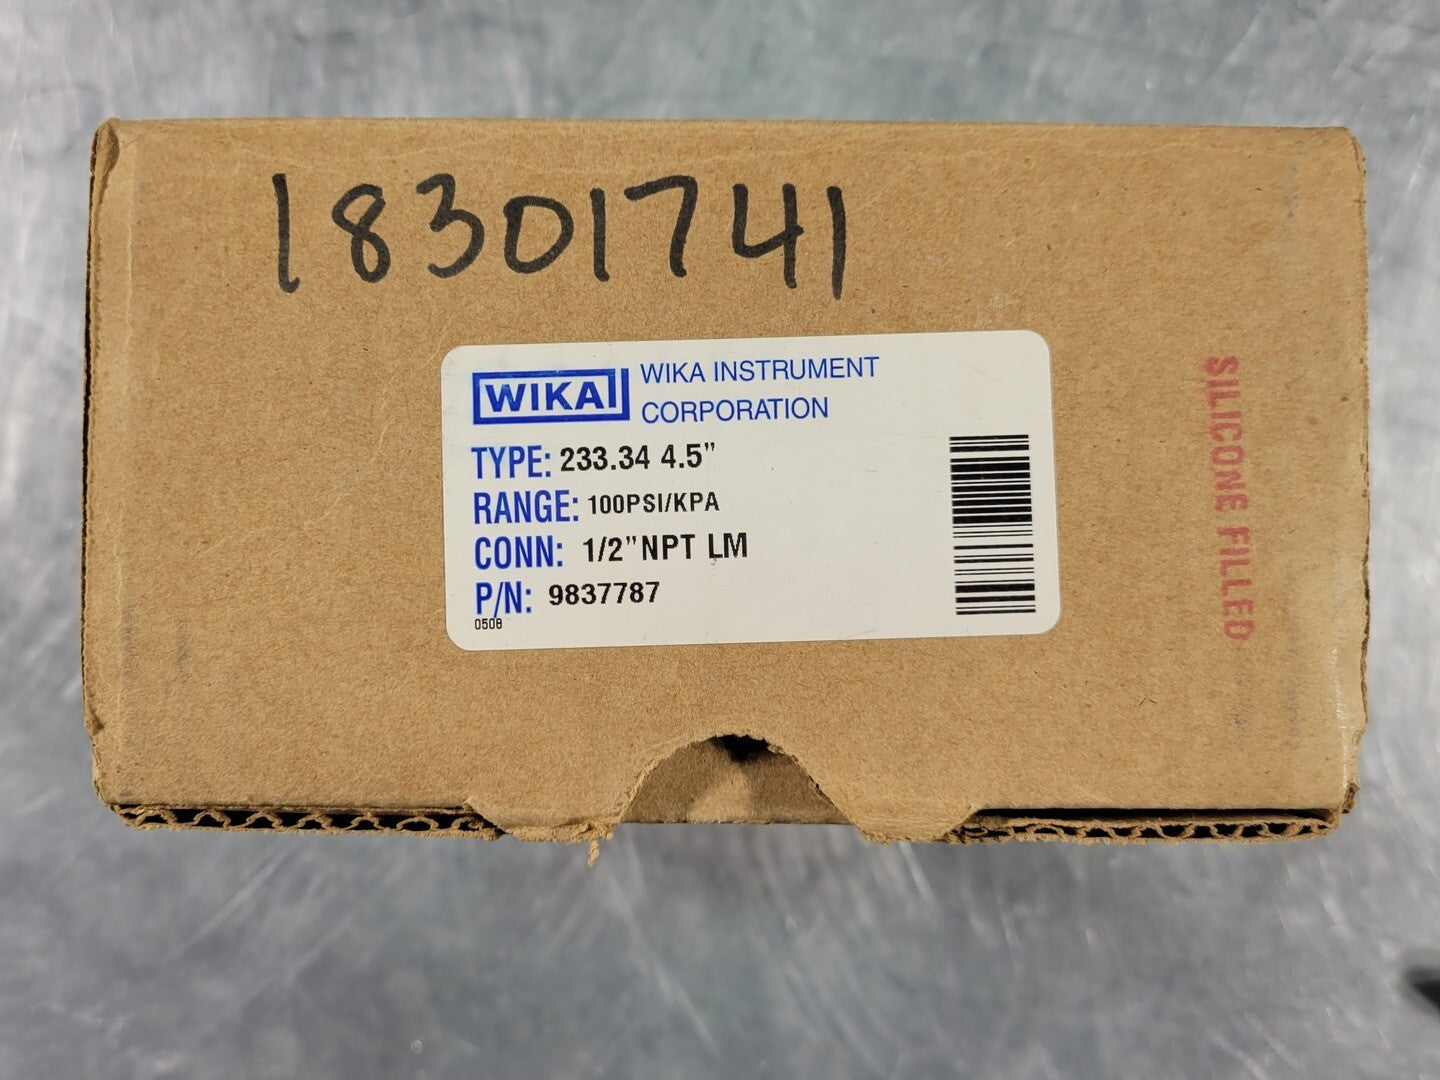 18301741
WIKA
WIKA INSTRUMENT
CORPORATION
TYPE: 233.34 4.5"
RANGE: 100PSI/KPA
CONN: 1/2"NPT LM
P/N: 9837787
0508
SILICONE FILLED